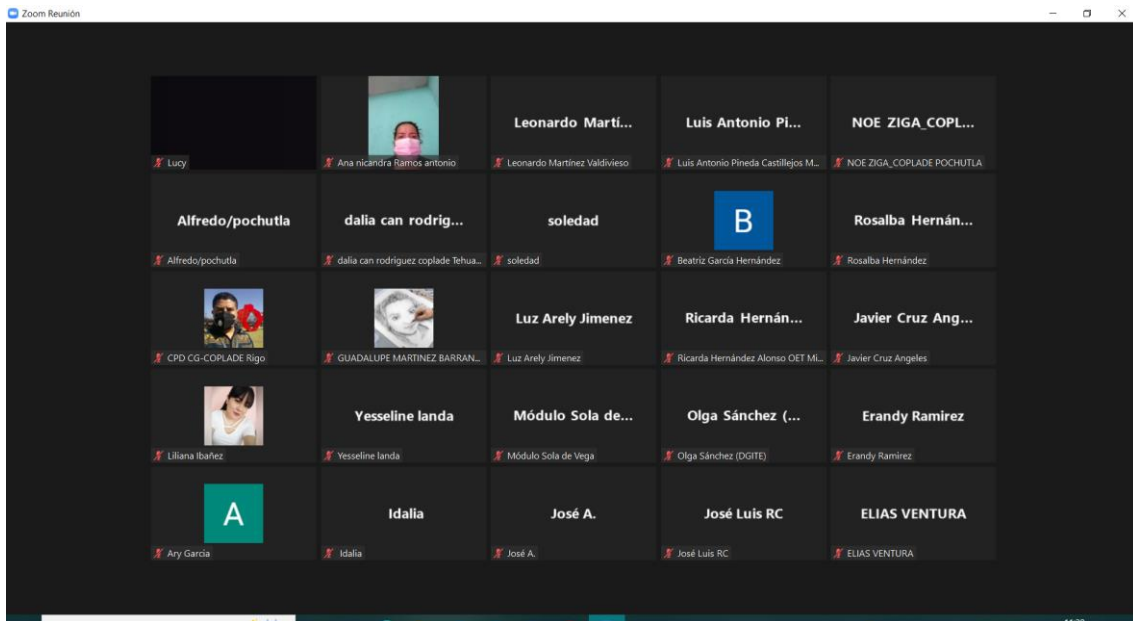 Zoom Reunión
Lucy
Ana nicandra Ramos antonio
Leonardo Martí...
Leonardo Martínez Valdivieso
Luis Antonio Pi...
Luis Antonio Pineda Castillejos M...
NOE ZIGA_COPL...
NOE ZIGA_COPLADE POCHUTLA
Alfredo/pochutla
Alfredo/pochutla
dalia can rodrig...
dalia can rodriguez coplade Tehua...
soledad
soledad
B
Beatriz García Hernández
Rosalba Hernán...
Rosalba Hernández
CPD CG-COPLADE Rigo
GUADALUPE MARTINEZ BARRAN...
Luz Arely Jimenez
Luz Arely Jimenez
Ricarda Hernán...
Ricarda Hernández Alonso OET Mi...
Javier Cruz Ang...
Javier Cruz Angeles
Liliana Ibañez
Yesseline landa
Yesseline landa
Módulo Sola de...
Módulo Sola de Vega
Olga Sánchez (...
Olga Sánchez (DGITE)
Erandy Ramirez
Erandy Ramirez
A
Ary Garcia
Idalia
Idalia
José A.
José A.
José Luis RC
José Luis RC
ELIAS VENTURA
ELIAS VENTURA